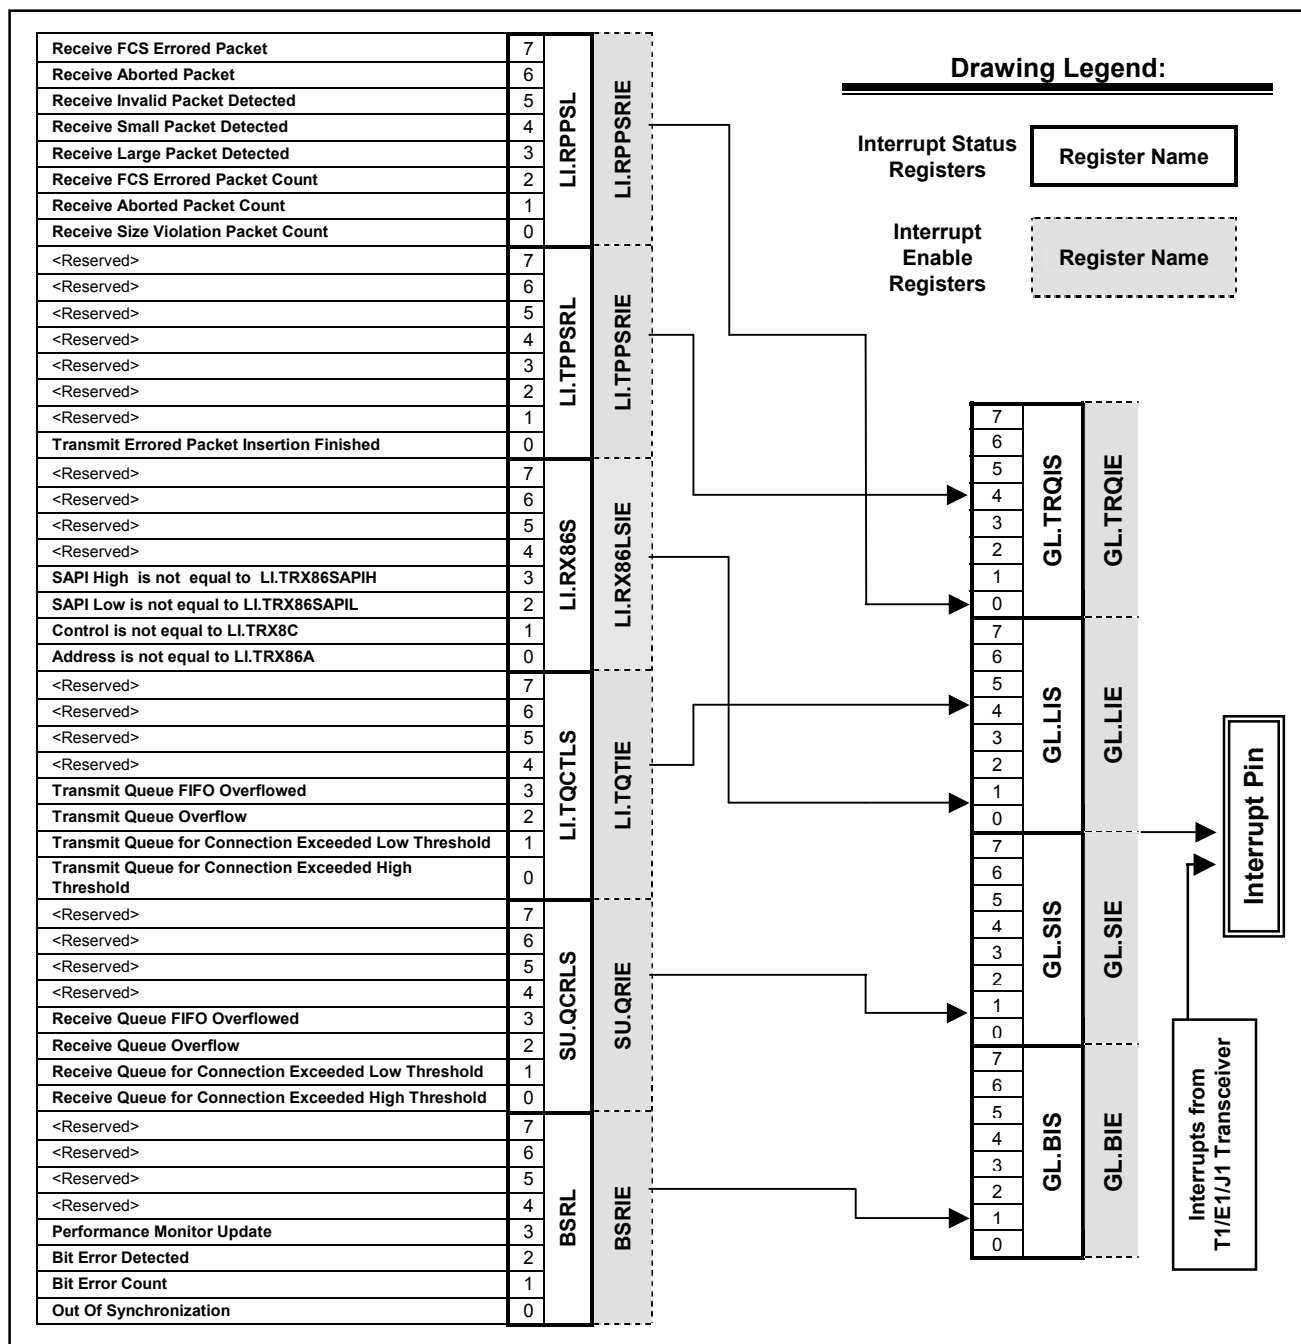 Receive FCS Errored Packet 7
Receive Aborted Packet 6
Receive Invalid Packet Detected 5
Receive Small Packet Detected 4
Receive Large Packet Detected 3
Receive FCS Errored Packet Count 2
Receive Aborted Packet Count 1
Receive Size Violation Packet Count 0
LI.RPPSL
LI.RPPSRIE
<Reserved> 7
<Reserved> 6
<Reserved> 5
<Reserved> 4
<Reserved> 3
<Reserved> 2
<Reserved> 1
Transmit Errored Packet Insertion Finished 0
LI.TPPSRL
LI.TPPSRIE
<Reserved> 7
<Reserved> 6
<Reserved> 5
<Reserved> 4
SAPI High is not equal to LI.TRX86SAPIH 3
SAPI Low is not equal to LI.TRX86SAPIL 2
Control is not equal to LI.TRX8C 1
Address is not equal to LI.TRX86A 0
LI.RX86S
LI.RX86LSIE
<Reserved> 7
<Reserved> 6
<Reserved> 5
<Reserved> 4
Transmit Queue FIFO Overflowed 3
Transmit Queue Overflow 2
Transmit Queue for Connection Exceeded Low Threshold 1
Transmit Queue for Connection Exceeded High
Threshold 0
LI.TQCTLS
LI.TQTIE
<Reserved> 7
<Reserved> 6
<Reserved> 5
<Reserved> 4
Receive Queue FIFO Overflowed 3
Receive Queue Overflow 2
Receive Queue for Connection Exceeded Low Threshold 1
Receive Queue for Connection Exceeded High Threshold 0
SU.QCRLS
SU.QRIE
<Reserved> 7
<Reserved> 6
<Reserved> 5
<Reserved> 4
Performance Monitor Update 3
Bit Error Detected 2
Bit Error Count 1
Out Of Synchronization 0
BSRL
BSRIE
Drawing Legend:
Interrupt Status
Registers
Register Name
Interrupt
Enable
Registers
Register Name
7
6
5
4
3
2
1
0
GL.TRQIS
GL.TRQIE
7
6
5
4
3
2
1
0
GL.LIS
GL.LIE
7
6
5
4
3
2
1
0
GL.SIS
GL.SIE
7
6
5
4
3
2
1
0
GL.BIS
GL.BIE
Interrupt Pin
Interrupts from
T1/E1/J1 Transceiver